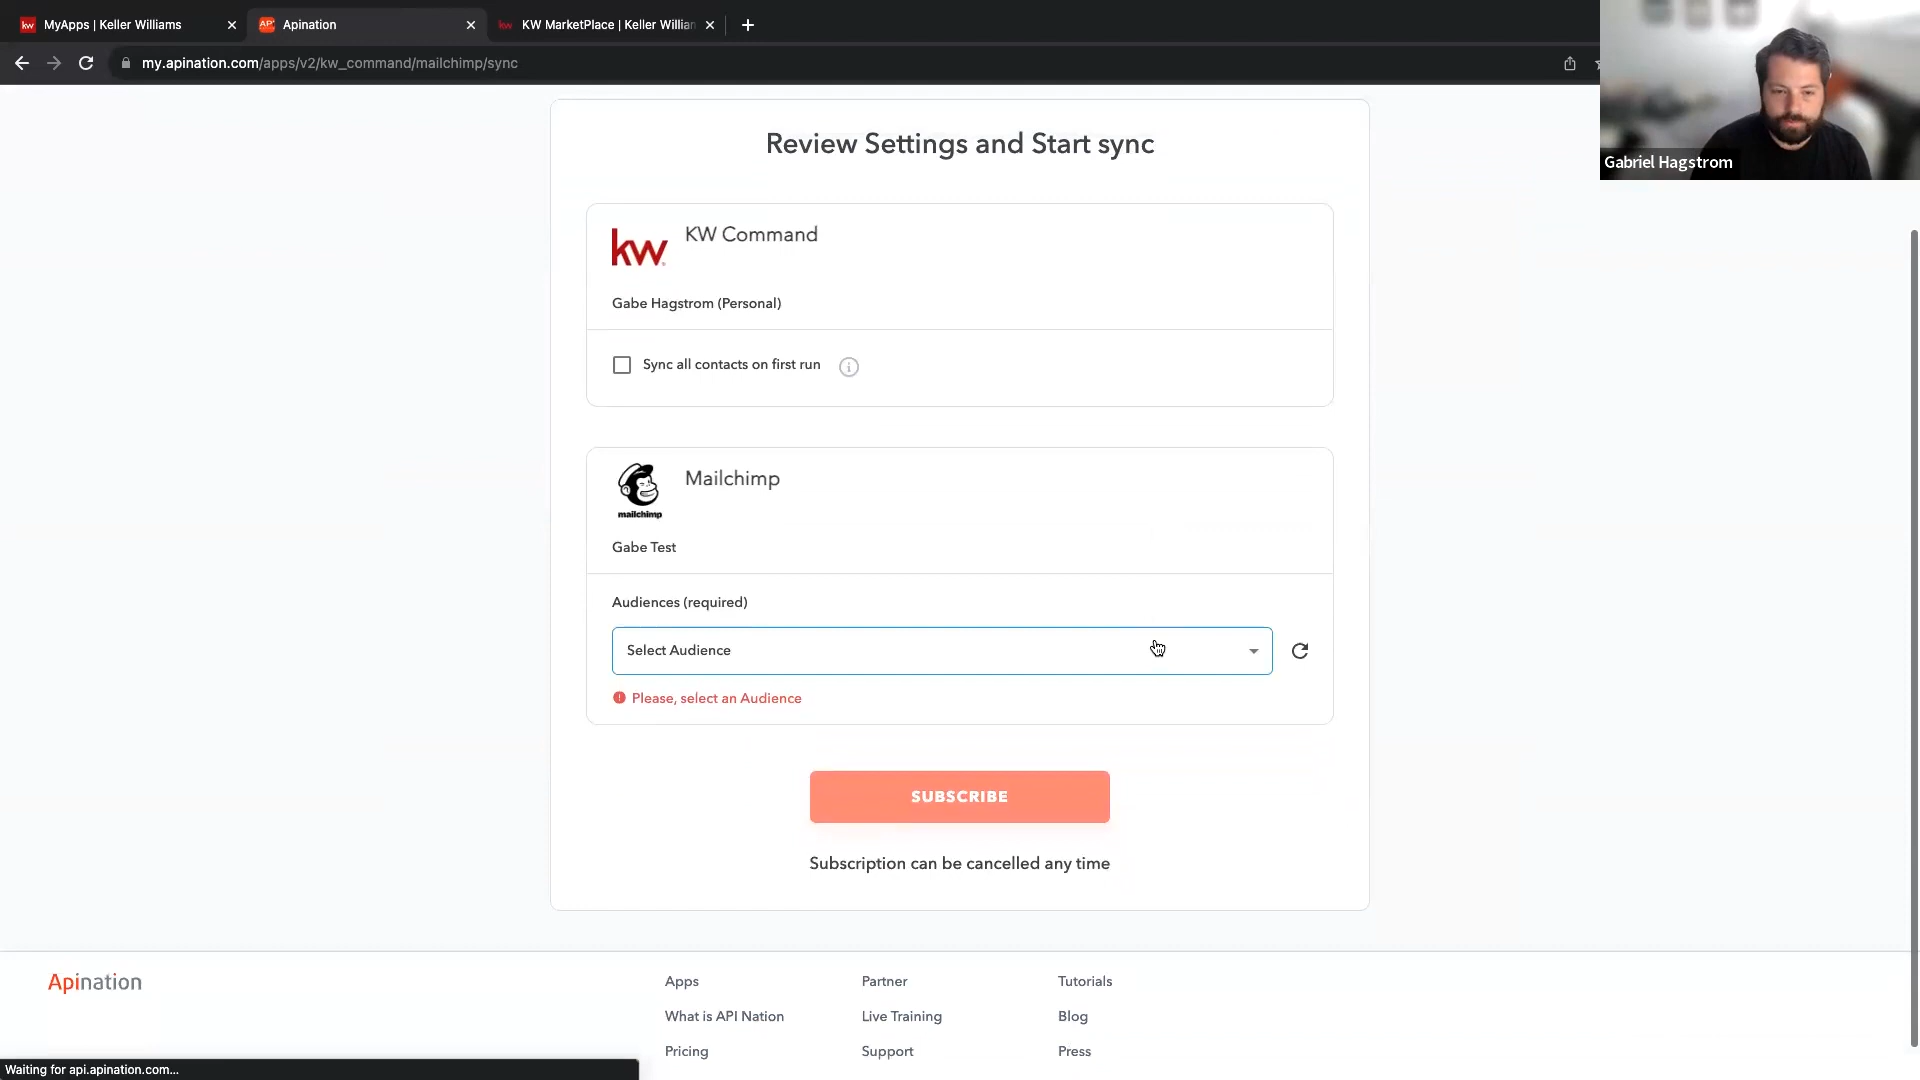 MyApps | Keller Williams
Apination
KW MarketPlace | Keller Willian
my.apination.com/apps/v2/kw_command/mailchimp/sync
Gabriel Hagstrom
Review Settings and Start sync
kw
KW Command
Gabe Hagstrom (Personal)
Sync all contacts on first run
mailchimp
Mailchimp
Gabe Test
Audiences (required)
Select Audience
Please, select an Audience
SUBSCRIBE
Subscription can be cancelled any time
Apination
Apps
Partner
Tutorials
What is API Nation
Live Training
Blog
Pricing
Support
Press
Waiting for api.apination.com...